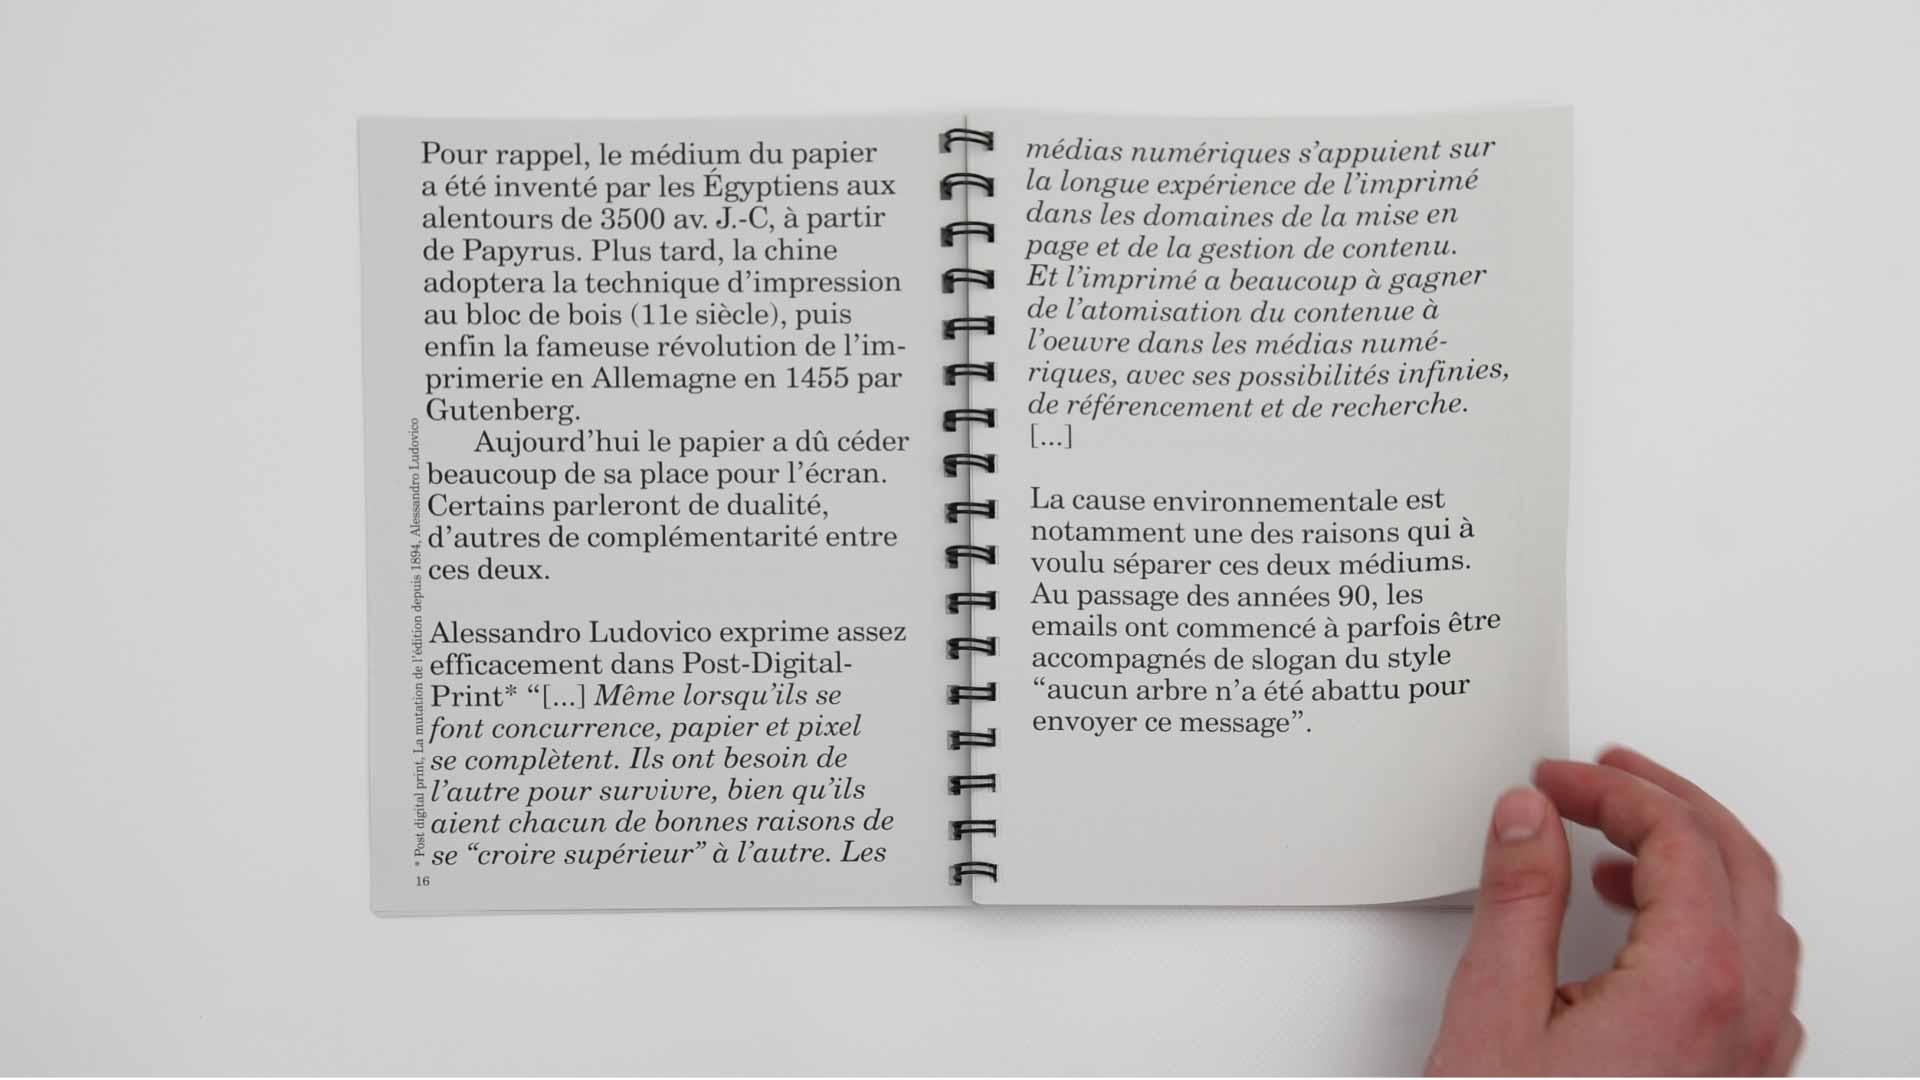 Pour rappel, le médium du papier
a été inventé par les Égyptiens aux
alentours de 3500 av. J.-C, à partir
de Papyrus. Plus tard, la chine
adoptera la technique d’impression
au bloc de bois (11e siècle), puis
enfin la fameuse révolution de l’im-
primerie en Allemagne en 1455 par
Gutenberg.
Aujourd’hui le papier a dû céder
beaucoup de sa place pour l’écran.
Certains parleront de dualité,
d’autres de complémentarité entre
ces deux.
Alessandro Ludovico exprime assez
efficacement dans Post-Digital-
Print* “[...] Même lorsqu’ils se
font concurrence, papier et pixel
se complètent. Ils ont besoin de
l’autre pour survivre, bien qu’ils
aient chacun de bonnes raisons de
se “croire supérieur” à l’autre. Les
* Post digital print, La mutation de l’édition depuis 1894, Alessandro Ludovico
16
médias numériques s’appuient sur
la longue expérience de l’imprimé
dans les domaines de la mise en
page et de la gestion de contenu.
Et l’imprimé a beaucoup à gagner
de l’atomisation du contenue à
l’oeuvre dans les médias numé-
riques, avec ses possibilités infinies,
de référencement et de recherche.
[...]
La cause environnementale est
notamment une des raisons qui à
voulu séparer ces deux médiums.
Au passage des années 90, les
emails ont commencé à parfois être
accompagnés de slogan du style
“aucun arbre n’a été abattu pour
envoyer ce message”.